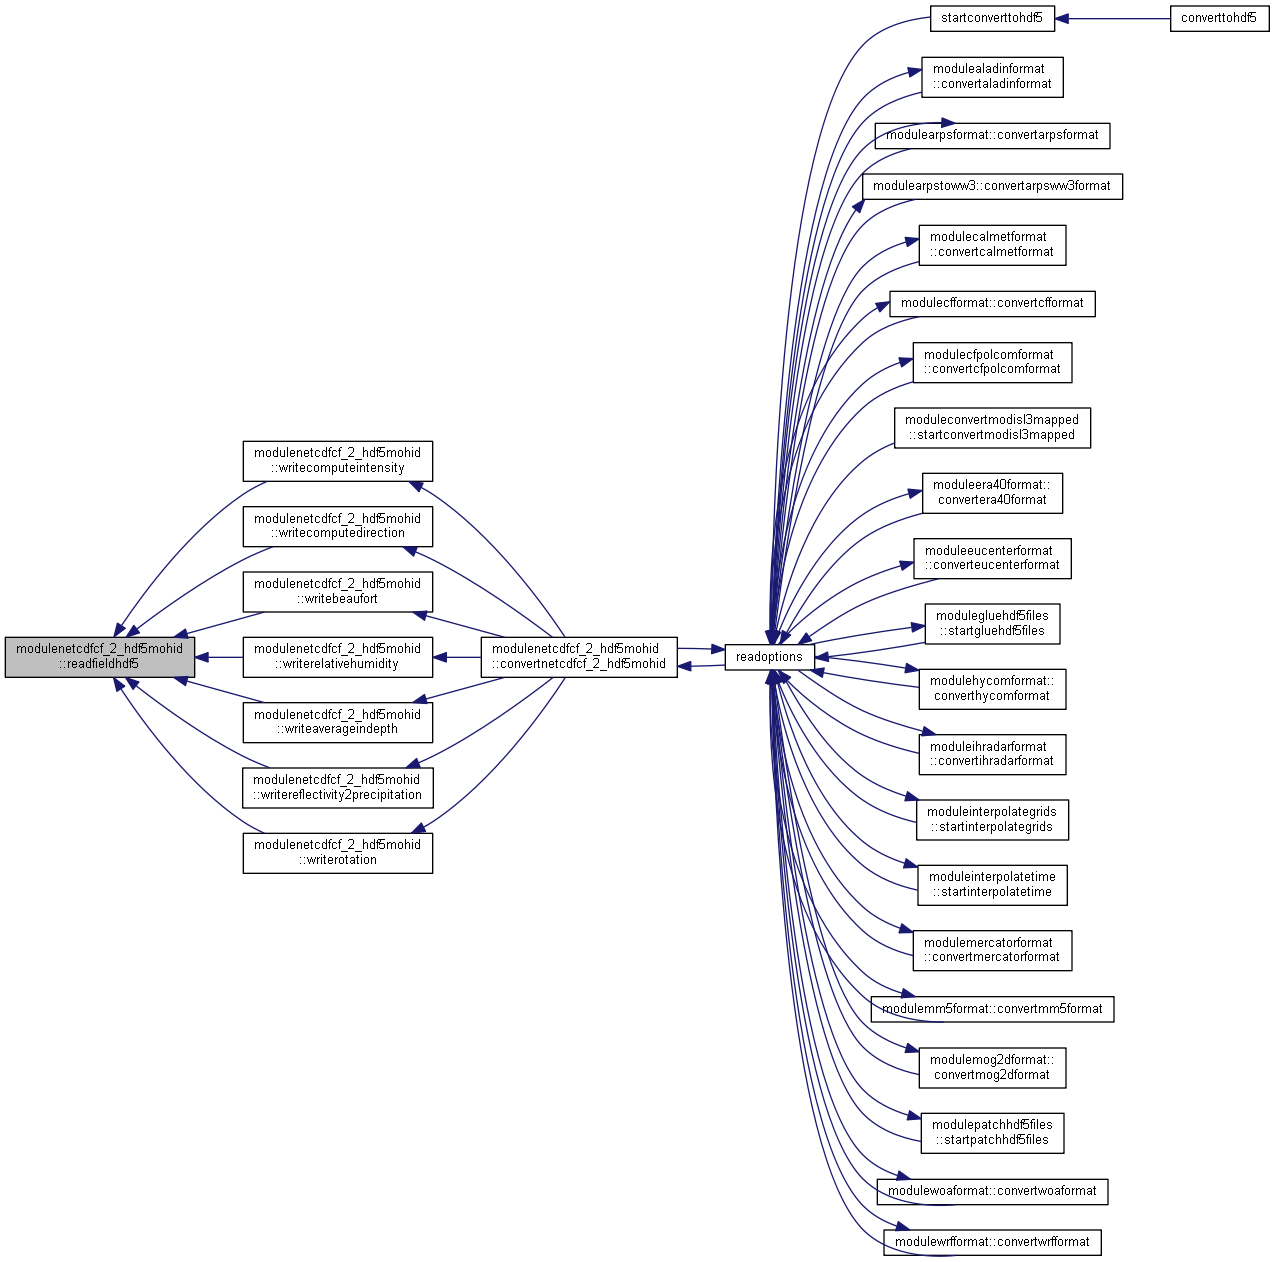 startconverttohdf5
converttohdf5
modulealadinformat
::convertaladinformat
modulearpsformat::convertarpsformat
modulearpstoww3::convertarpsww3format
modulecalmetformat
::convertcalmetformat
modulecfformat::convertcfformat
modulecfpolcomformat
::convertcfpolcomformat
moduleconvertmodisl3mapped
::startconvertmodisl3mapped
moduleera40format::
convertera40format
moduleeucenterformat
::converteucenterformat
modulegluehdf5files
::startgluehdf5files
modulehycomformat::
converthycomformat
moduleihradarformat
::convertihradarformat
moduleinterpolategrids
::startinterpolategrids
moduleinterpolatetime
::startinterpolatetime
modulemercatorformat
::convertmercatorformat
modulemm5format::convertmm5format
modulemog2dformat::
convertmog2dformat
modulepatchhdf5files
::startpatchhdf5files
modulewoaformat::convertwoaformat
modulewrfformat::convertwrfformat
readoptions
modulenetcdfcf_2_hdf5mohid
::convertnetcdfcf_2_hdf5mohid
modulenetcdfcf_2_hdf5mohid
::writecomputeintensity
modulenetcdfcf_2_hdf5mohid
::writecomputedirection
modulenetcdfcf_2_hdf5mohid
::writebeaufort
modulenetcdfcf_2_hdf5mohid
::writerelativehumidity
modulenetcdfcf_2_hdf5mohid
::writeaverageindepth
modulenetcdfcf_2_hdf5mohid
::writereflectivity2precipitation
modulenetcdfcf_2_hdf5mohid
::writerotation
modulenetcdfcf_2_hdf5mohid
::readfieldhdf5